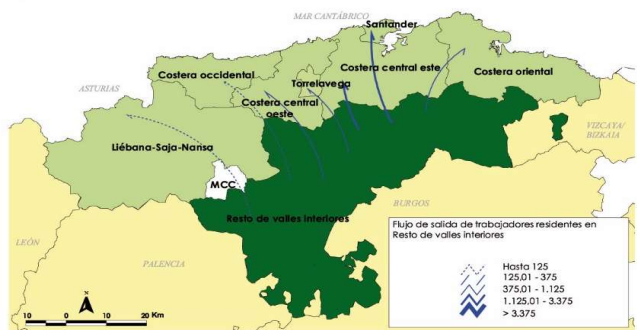 MAR CANTÁBRICO
Santander
Costera occidental
Costera central este
Torrelavega
Costera oriental
ASTURIAS
Costera central
oeste
VIZCAYA/
BIZKAIA
Liébana-Saja-Nansa
MCC
BURGOS
Resto de valles interiores
Flujo de salida de trabajadores residentes en
Resto de valles interiores
LEÓN
PALENCIA
Hasta 125
125,01 - 375
375,01 - 1.125
1.125,01 - 3.375
> 3.375
10 0 10 20 Km
N